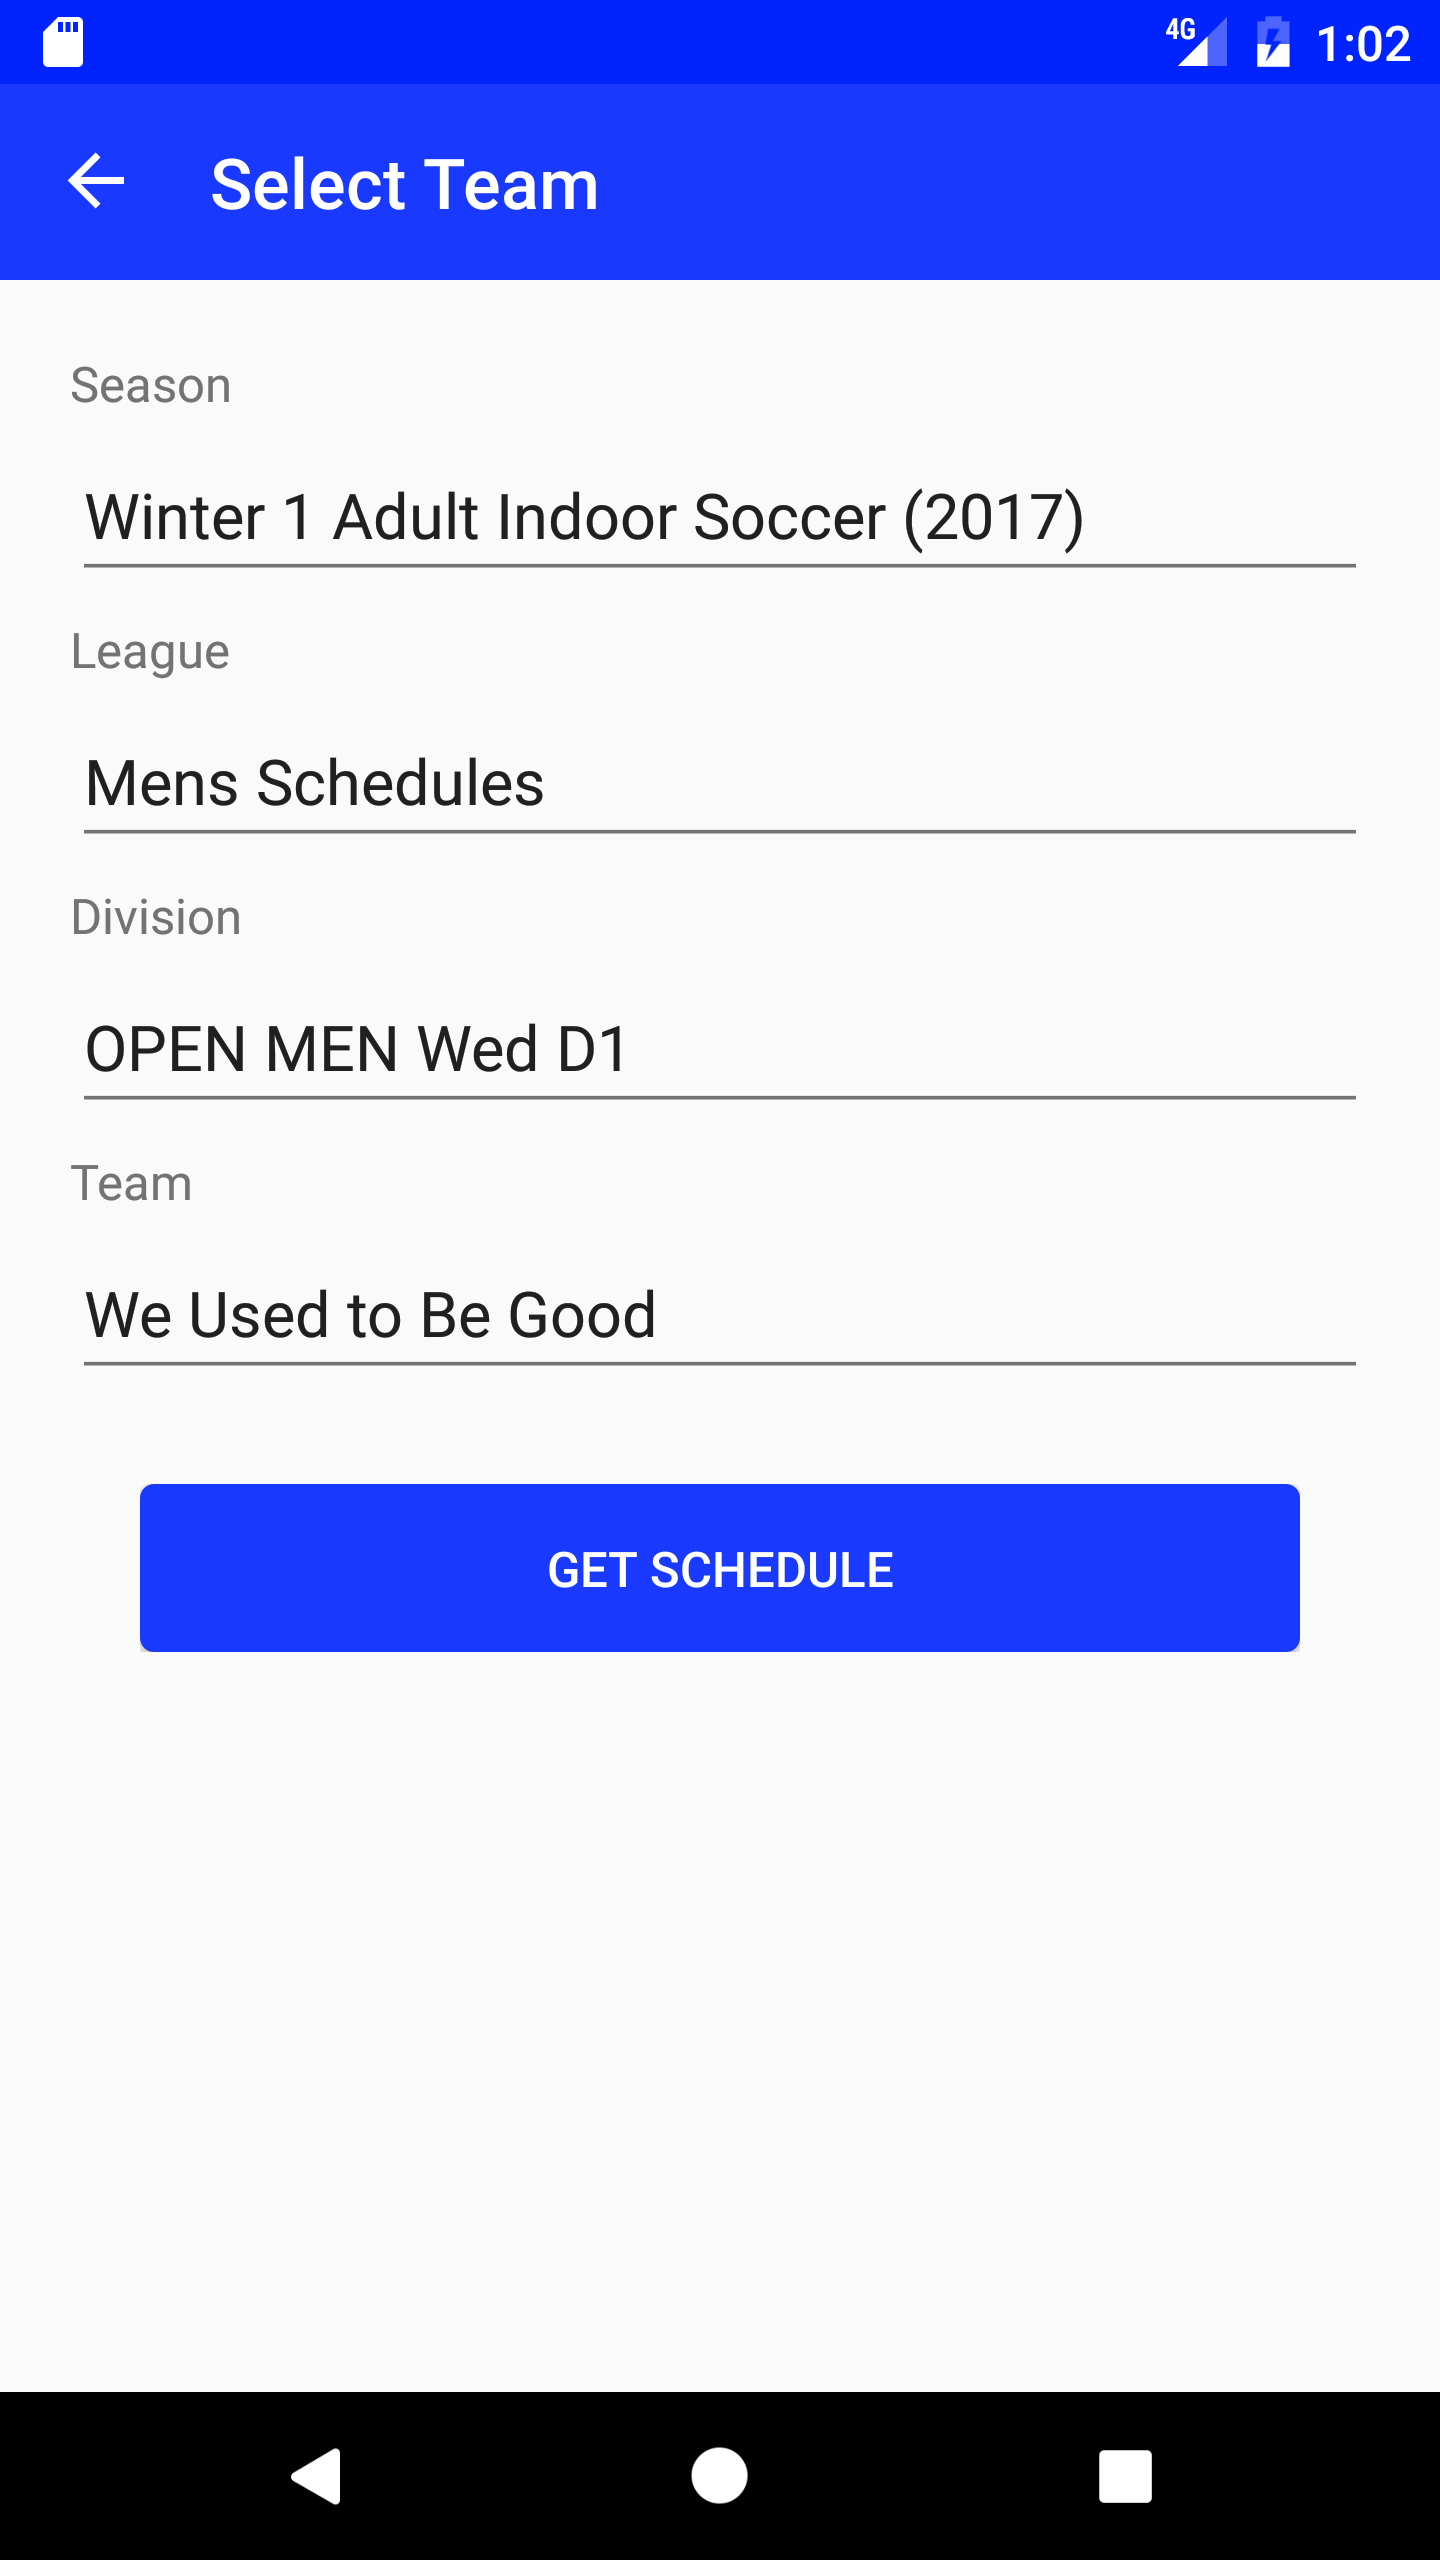 4G 1:02
Select Team
Season
Winter 1 Adult Indoor Soccer (2017)
League
Mens Schedules
Division
OPEN MEN Wed D1
Team
We Used to Be Good
GET SCHEDULE